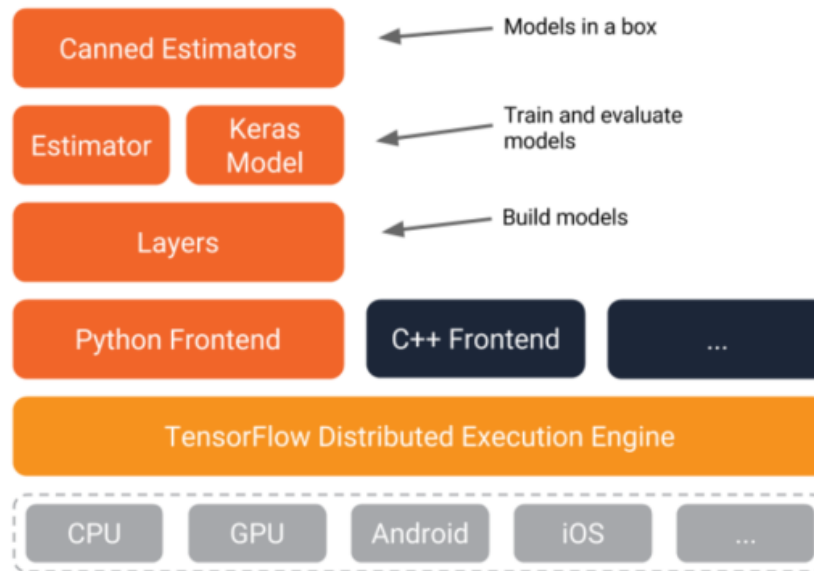 Canned Estimators
Models in a box
Estimator
Keras
Model
Train and evaluate
models
Layers
Build models
Python Frontend
C++ Frontend
...
TensorFlow Distributed Execution Engine
CPU
GPU
Android
iOS
...